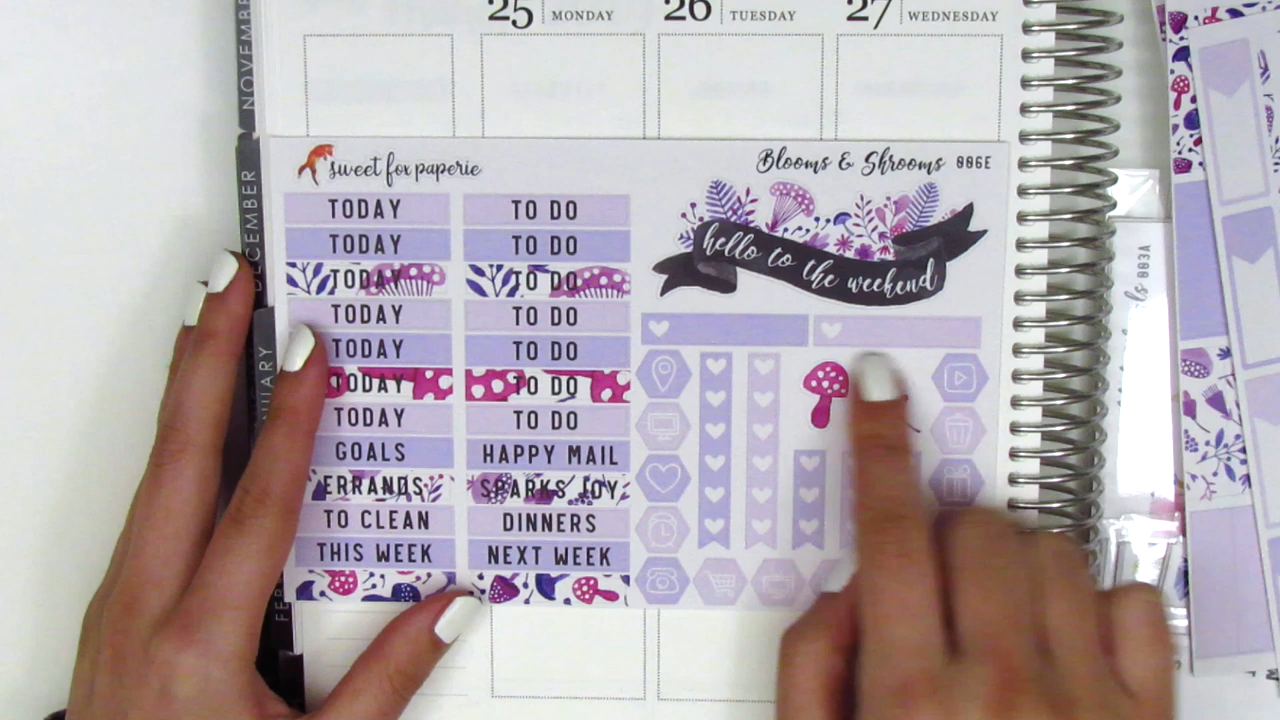 25 MONDAY
26 TUESDAY
27 WEDNESDAY
NOVEMBER
DECEMBER
sweet fox paperie
Blooms & Shrooms 006E
TODAY
TO DO
TODAY
TO DO
TODAY
TO DO
TODAY
TO DO
TODAY
TO DO
TODAY
TO DO
TODAY
TO DO
GOALS
HAPPY MAIL
ERRANDS
SPARKS JOY
TO CLEAN
DINNERS
THIS WEEK
NEXT WEEK
hello to the weekend
003A